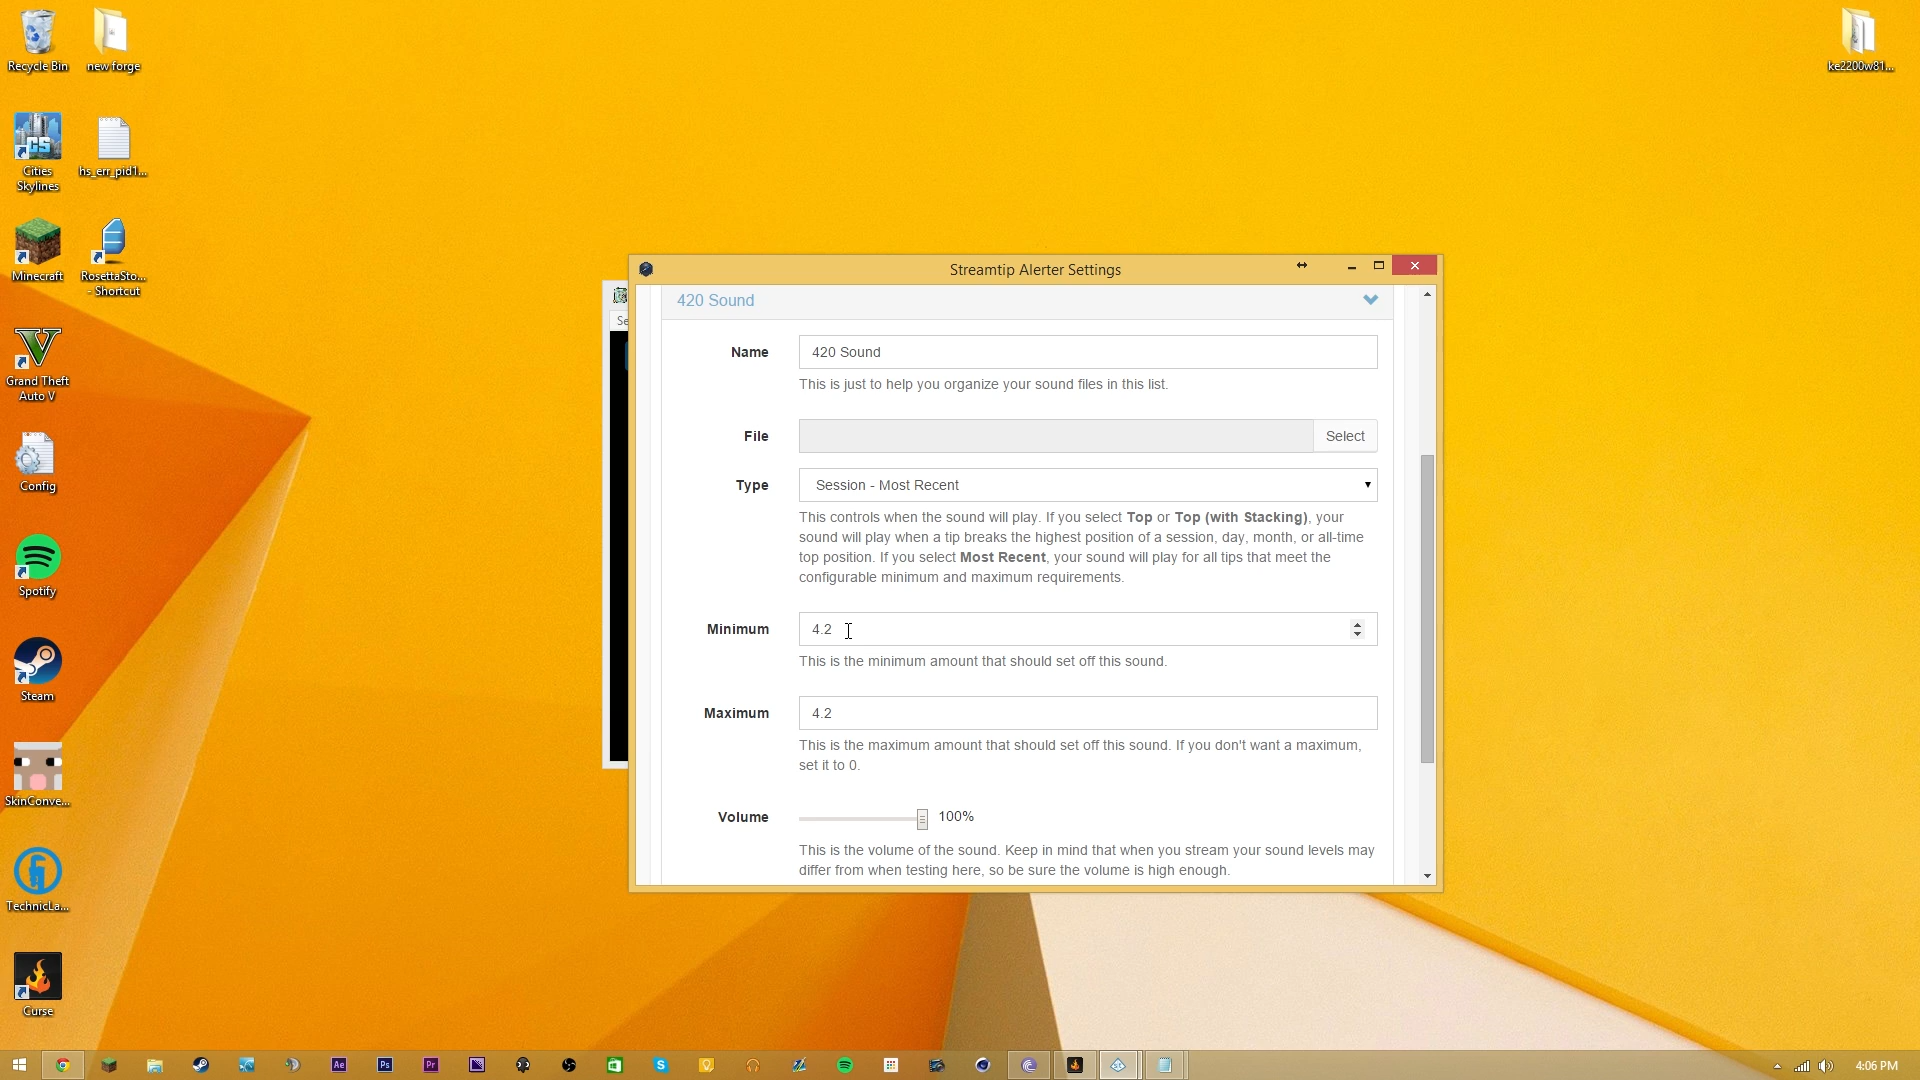 Recycle Bin
new forge
ke2200w81...
Cities
Skylines
hs_err_pid1...
Minecraft
RosettaSto...
- Shortcut
Grand Theft
Auto V
Config
Spotify
Steam
SkinConve...
TechnicLa...
Curse
Se
Streamtip Alerter Settings
420 Sound
Name
420 Sound
This is just to help you organize your sound files in this list.
File
Select
Type
Session - Most Recent
This controls when the sound will play. If you select Top or Top (with Stacking), your
sound will play when a tip breaks the highest position of a session, day, month, or all-time
top position. If you select Most Recent, your sound will play for all tips that meet the
configurable minimum and maximum requirements.
Minimum
4.2
This is the minimum amount that should set off this sound.
Maximum
4.2
This is the maximum amount that should set off this sound. If you don't want a maximum,
set it to 0.
Volume
100%
This is the volume of the sound. Keep in mind that when you stream your sound levels may
differ from when testing here, so be sure the volume is high enough.
CS
Ae
Ps
Pr
4:06 PM